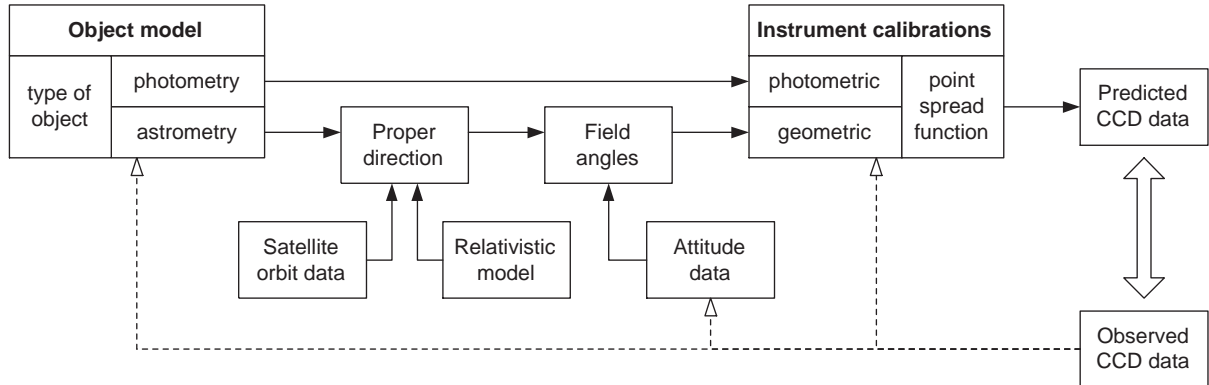 Object model
type of
object
photometry
astrometry
Instrument calibrations
photometric
geometric
point
spread
function
Predicted
CCD data
Proper
direction
Field
angles
Satellite
orbit data
Relativistic
model
Attitude
data
Observed
CCD data